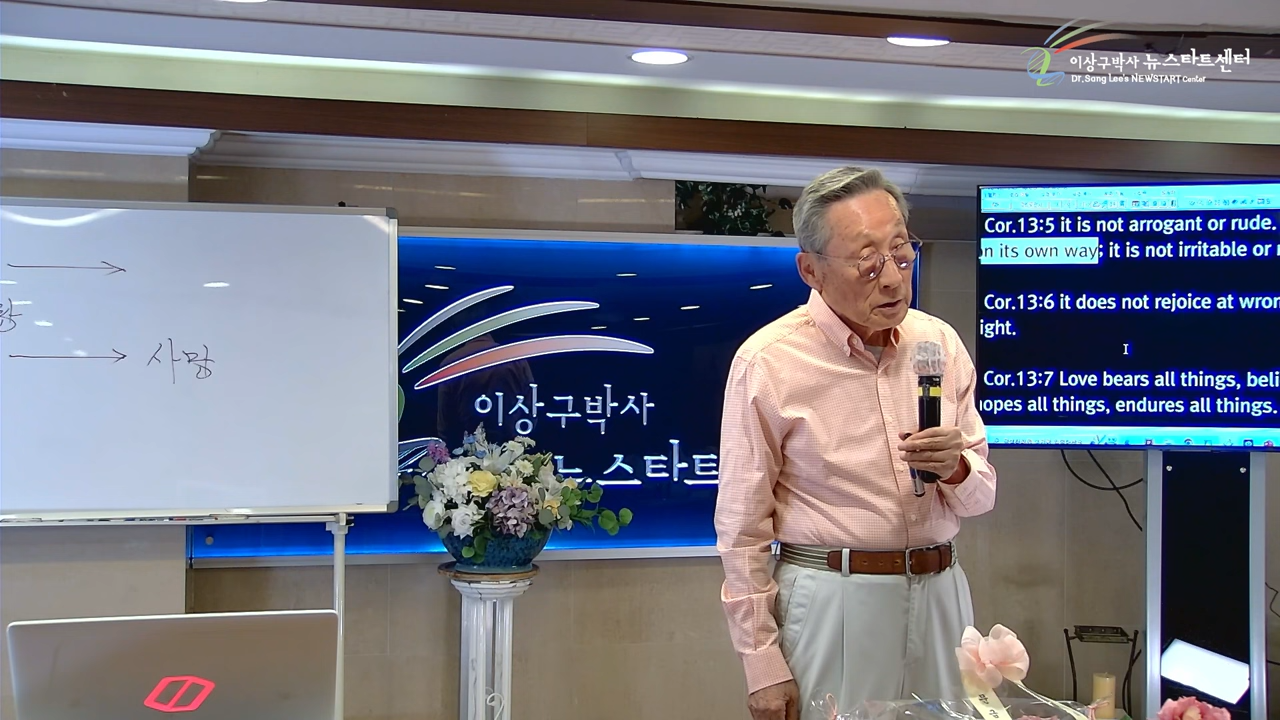 이상구박사 뉴스타트센터
Dr. Sang Lee's NEWSTART Center
사망
이상구박사
뉴스타트
Cor.13:5 it is not arrogant or rude.
on its own way; it is not irritable or
Cor.13:6 it does not rejoice at
ight.
Cor.13:7 Love bears all things,
hopes all things, endures all things.